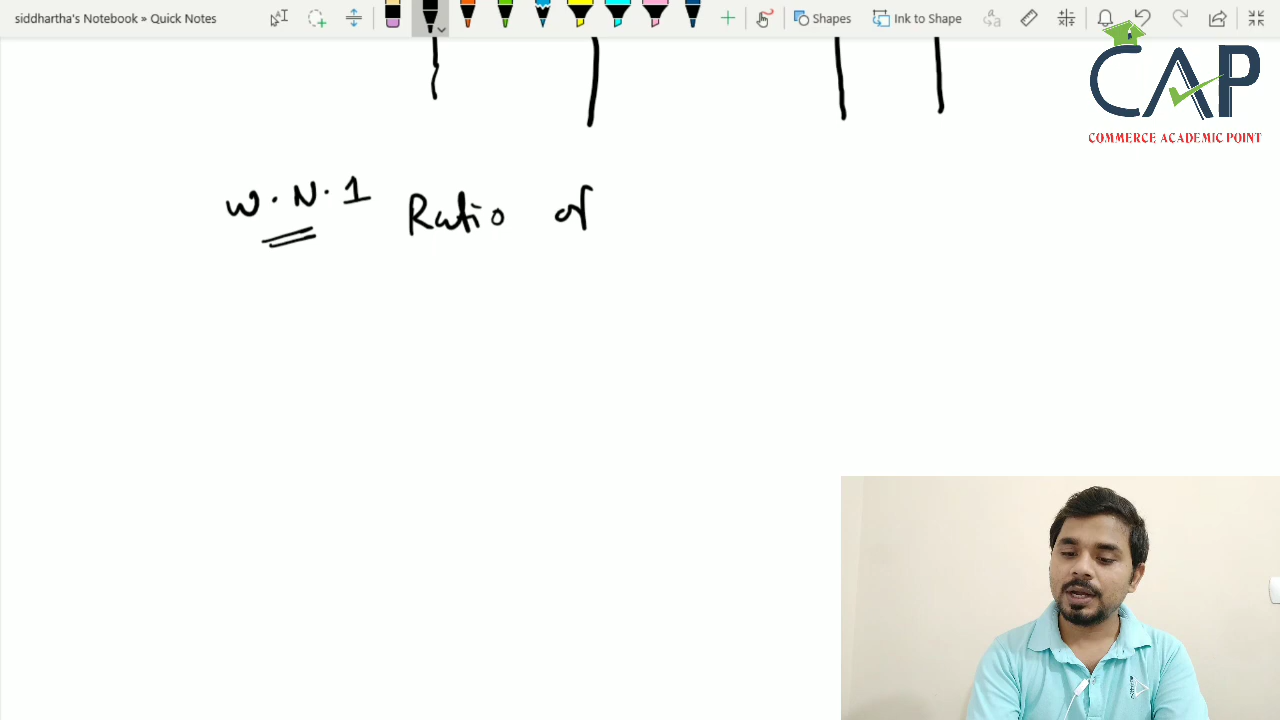 siddhartha's Notebook » Quick Notes
Shapes
Ink to Shape
CAP
COMMERCE ACADEMIC POINT
W.N.1 Ratio of